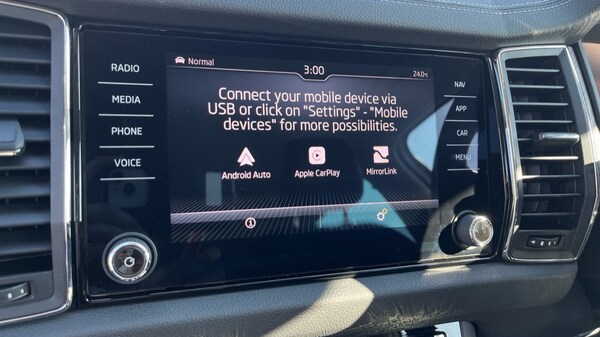 Normal
3:00
24.0°C
RADIO
MEDIA
PHONE
VOICE
Connect your mobile device via
USB or click on "Settings" - "Mobile
devices" for more possibilities.
Android Auto
Apple CarPlay
MirrorLink
NAV
APP
CAR
MENU